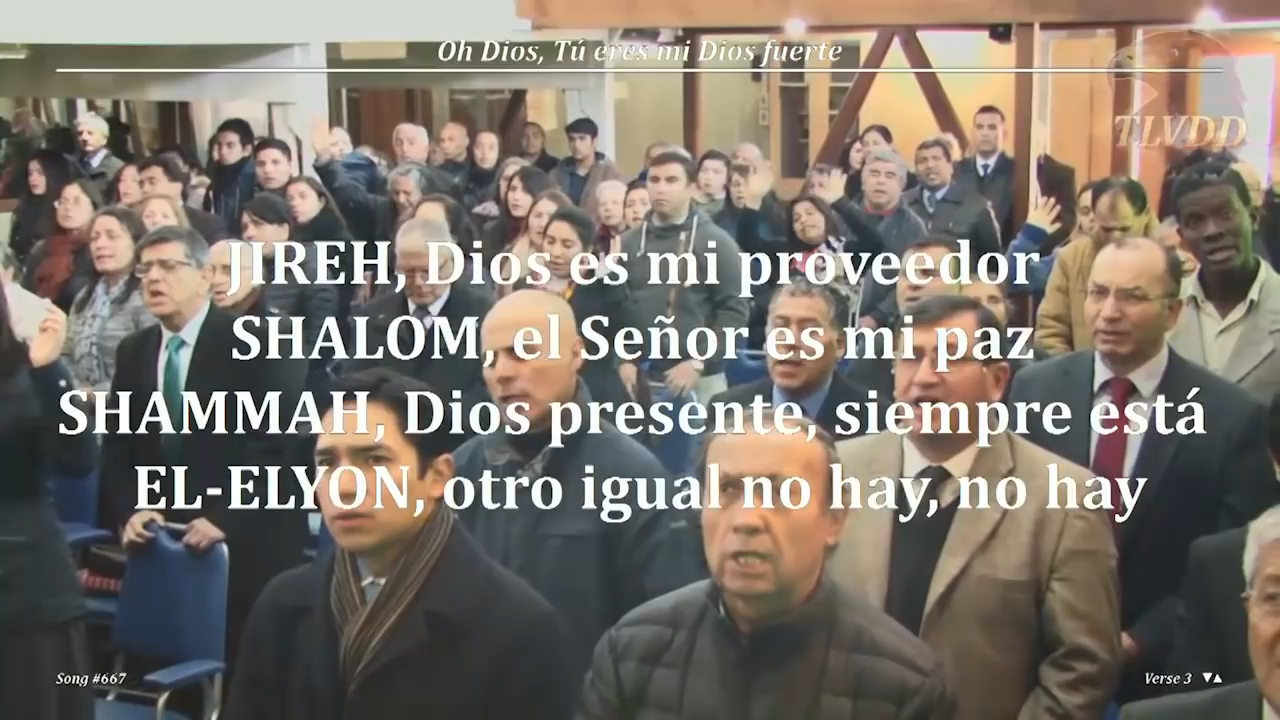 Oh Dios, Tú eres mi Dios fuerte
TLVDD
JIREH, Dios es mi proveedor
SHALOM, el Señor es mi paz
SHAMMAH, Dios presente, siempre está
EL-ELYON, otro igual no hay, no hay
Song #667
Verse 3 ▼▲